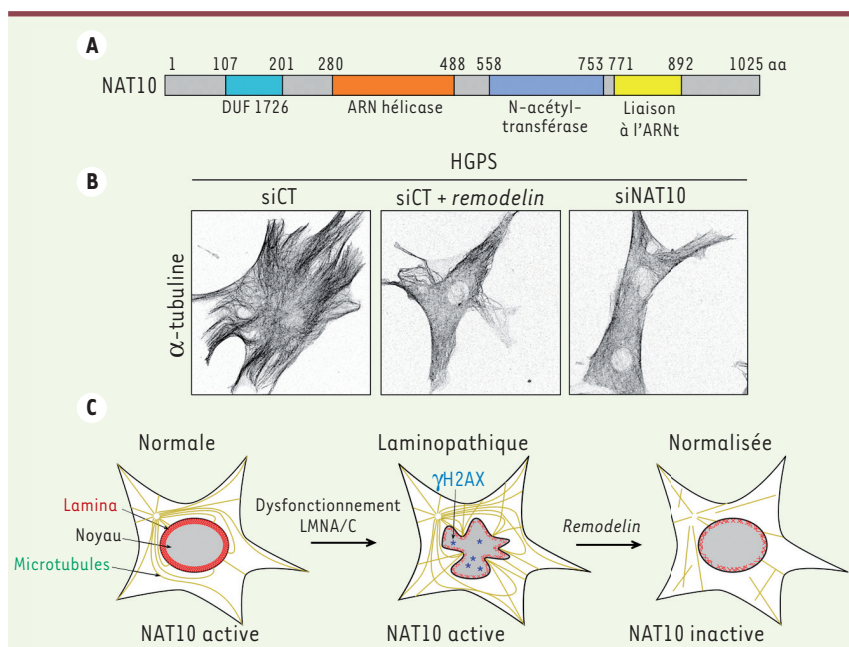 A
1 107 201 280 488 558 753 771 892 1025 aa
NAT10
DUF 1726
ARN hélicase
N-acétyl-
transférase
Liaison
à l'ARNt
B
HGPS
siCT
siCT + remodelin
siNAT10
α-tubuline
C
Normale
Lamina
Noyau
Microtubules
NAT10 active
Dysfonctionnement
LMNA/C
Laminopathique
γH2AX
NAT10 active
Remodelin
Normalisée
NAT10 inactive